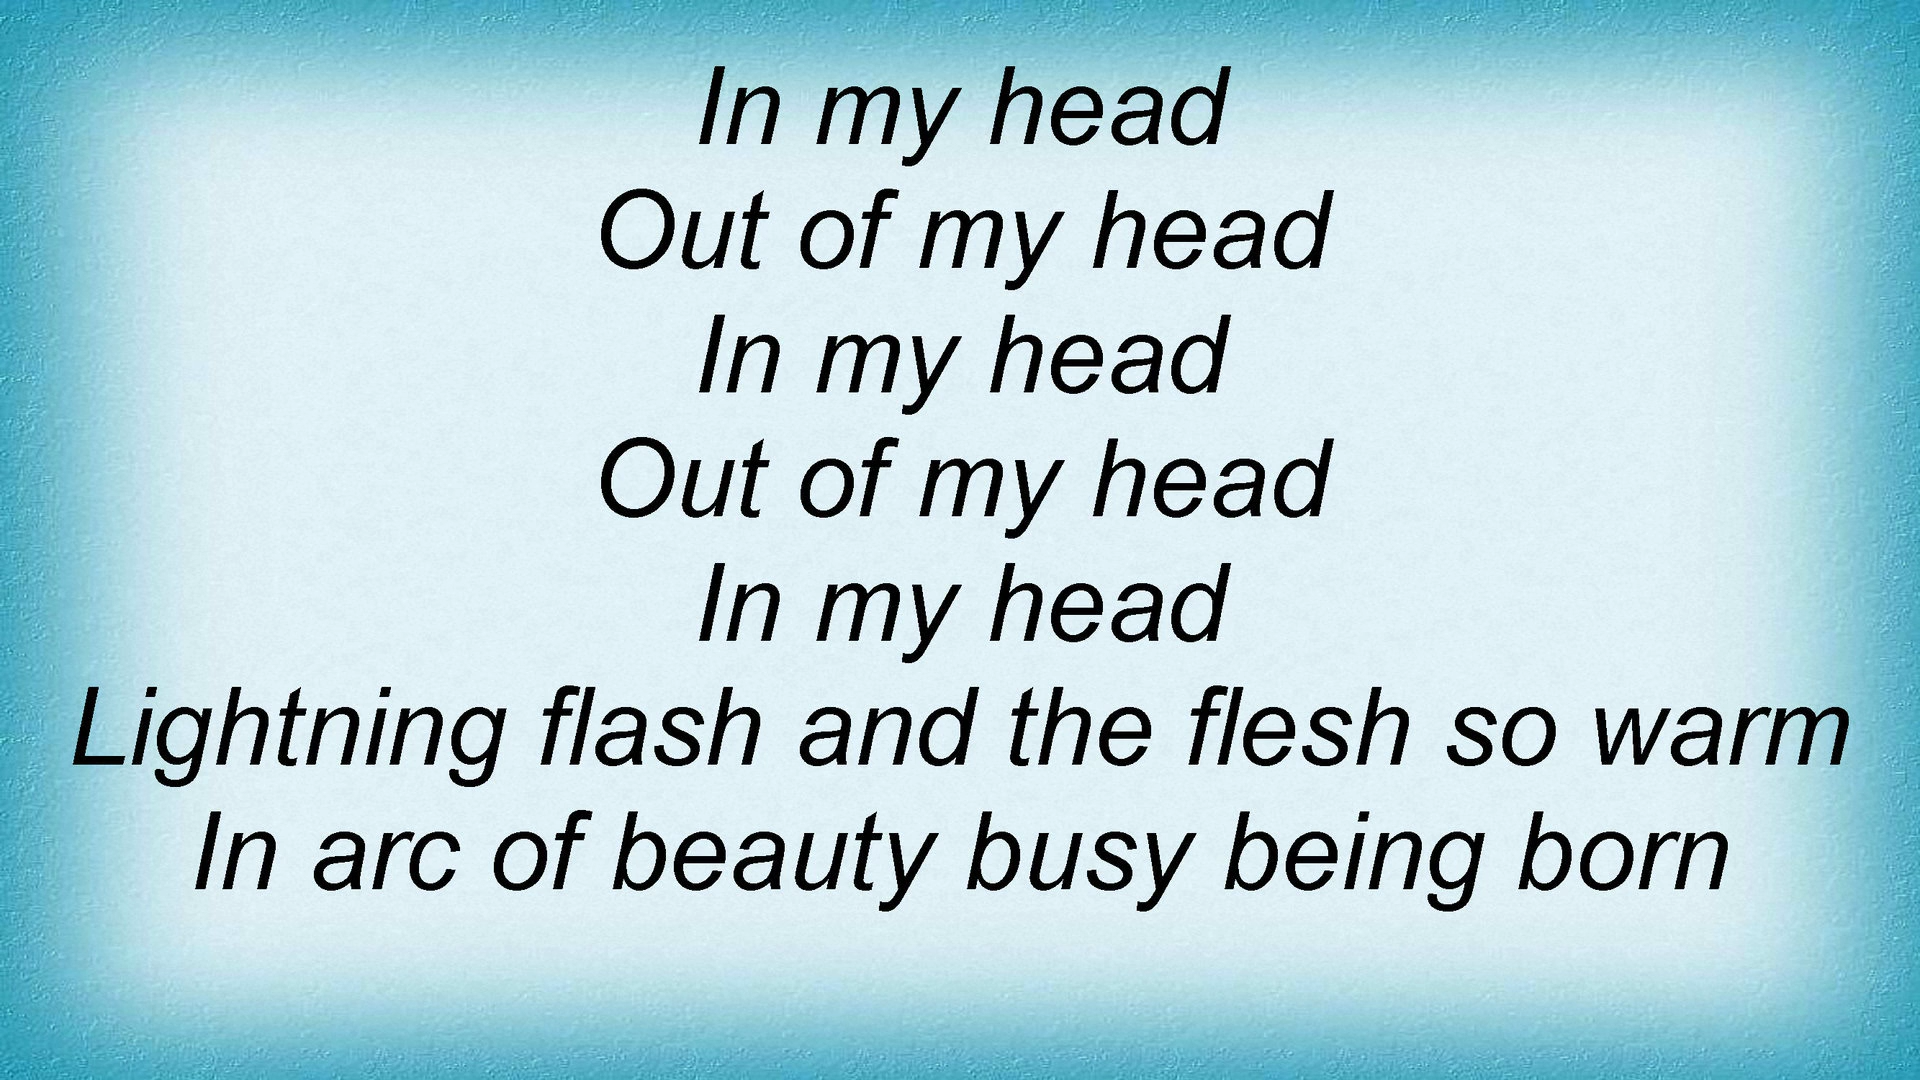 In my head
Out of my head
In my head
Out of my head
In my head
Lightning flash and the flesh so warm
In arc of beauty busy being born